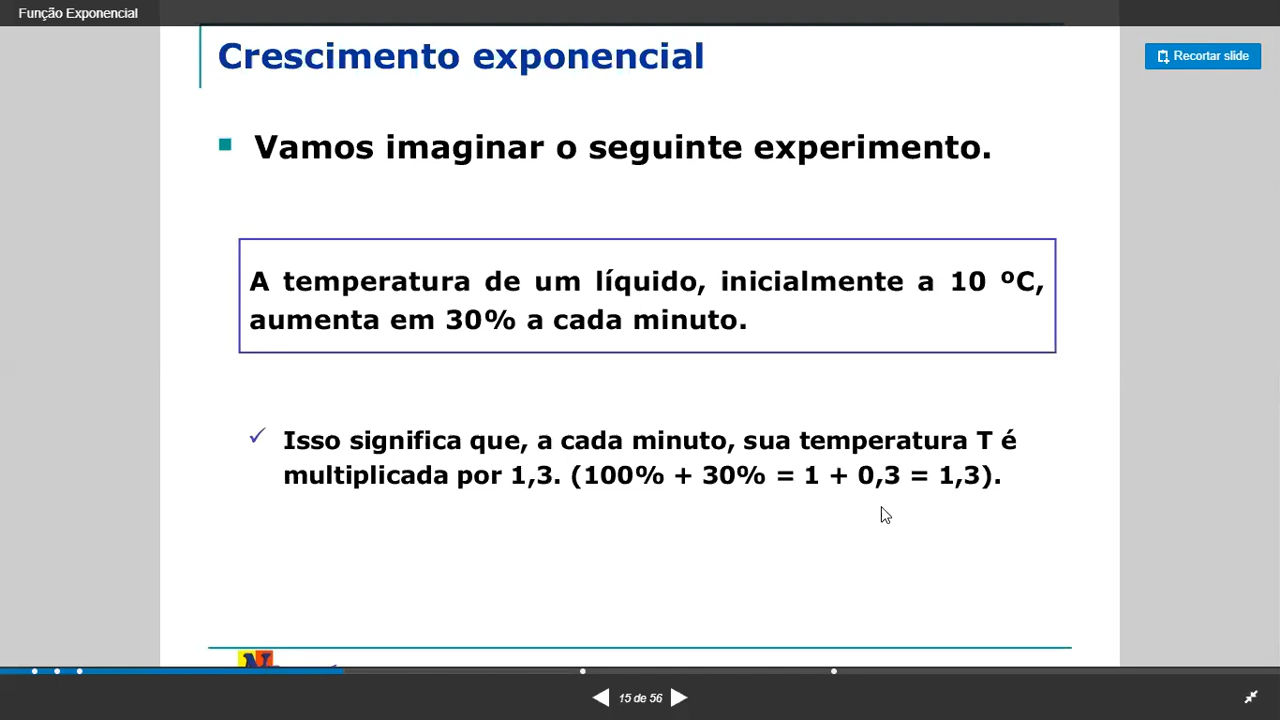 Função Exponencial
Crescimento exponencial
Recortar slide
Vamos imaginar o seguinte experimento.
A temperatura de um líquido, inicialmente a 10 ºC,
aumenta em 30% a cada minuto.
Isso significa que, a cada minuto, sua temperatura T é
multiplicada por 1,3. (100% + 30% = 1 + 0,3 = 1,3).
15 de 56